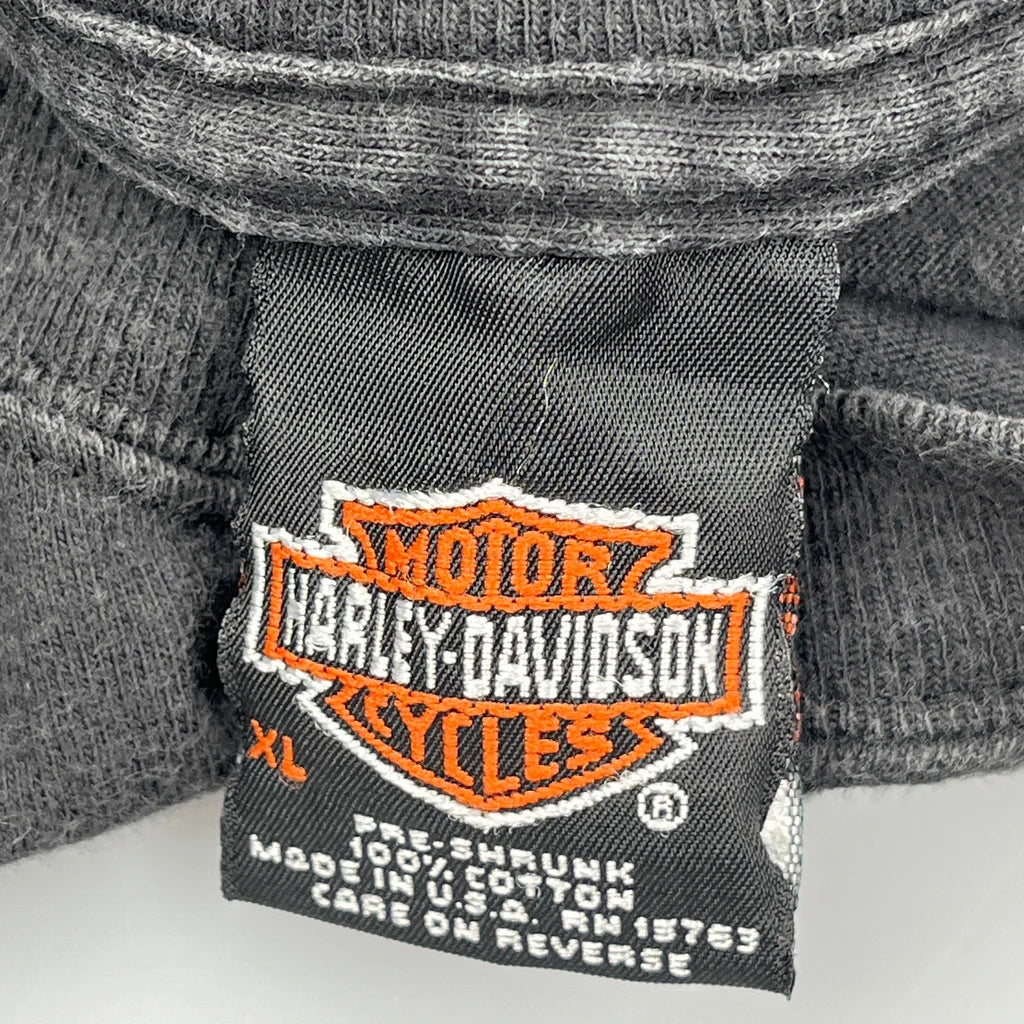 MOTOR
HARLEY-DAVIDSON
CYCLES
XL
®
PRE-SHRUNK
100% COTTON
MADE IN U.S.A. RN 15763
CARE ON REVERSE